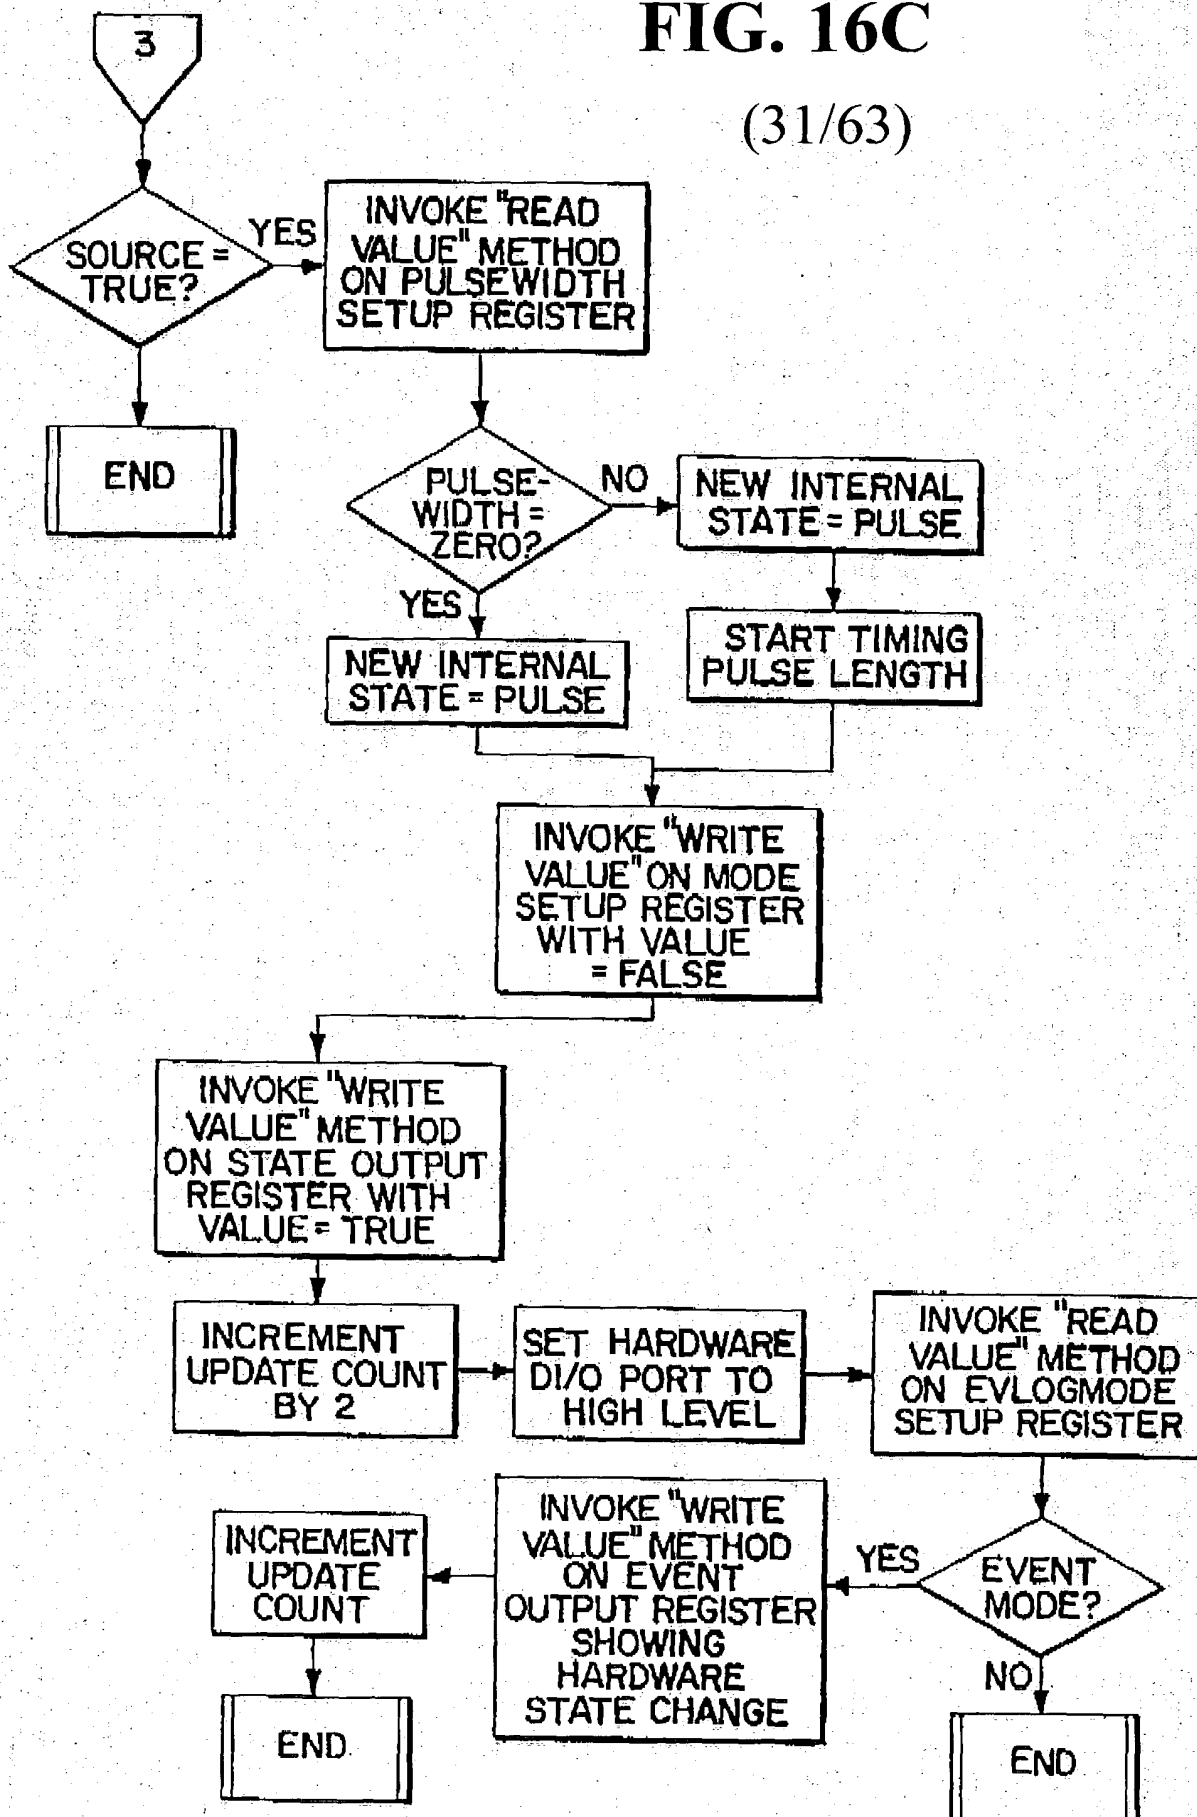 FIG. 16C
(31/63)
3
SOURCE =
TRUE?
YES
INVOKE "READ
VALUE" METHOD
ON PULSEWIDTH
SETUP REGISTER
END
PULSE-
WIDTH =
ZERO?
NO
NEW INTERNAL
STATE = PULSE
YES
START TIMING
PULSE LENGTH
NEW INTERNAL
STATE = PULSE
INVOKE "WRITE
VALUE" ON MODE
SETUP REGISTER
WITH VALUE
= FALSE
INVOKE "WRITE
VALUE" METHOD
ON STATE OUTPUT
REGISTER WITH
VALUE = TRUE
INCREMENT
UPDATE COUNT
BY 2
SET HARDWARE
DI/O PORT TO
HIGH LEVEL
INVOKE "READ
VALUE" METHOD
ON EVLOGMODE
SETUP REGISTER
EVENT
MODE?
YES
INVOKE "WRITE
VALUE" METHOD
ON EVENT
OUTPUT REGISTER
SHOWING
HARDWARE
STATE CHANGE
INCREMENT
UPDATE
COUNT
END
NO
END